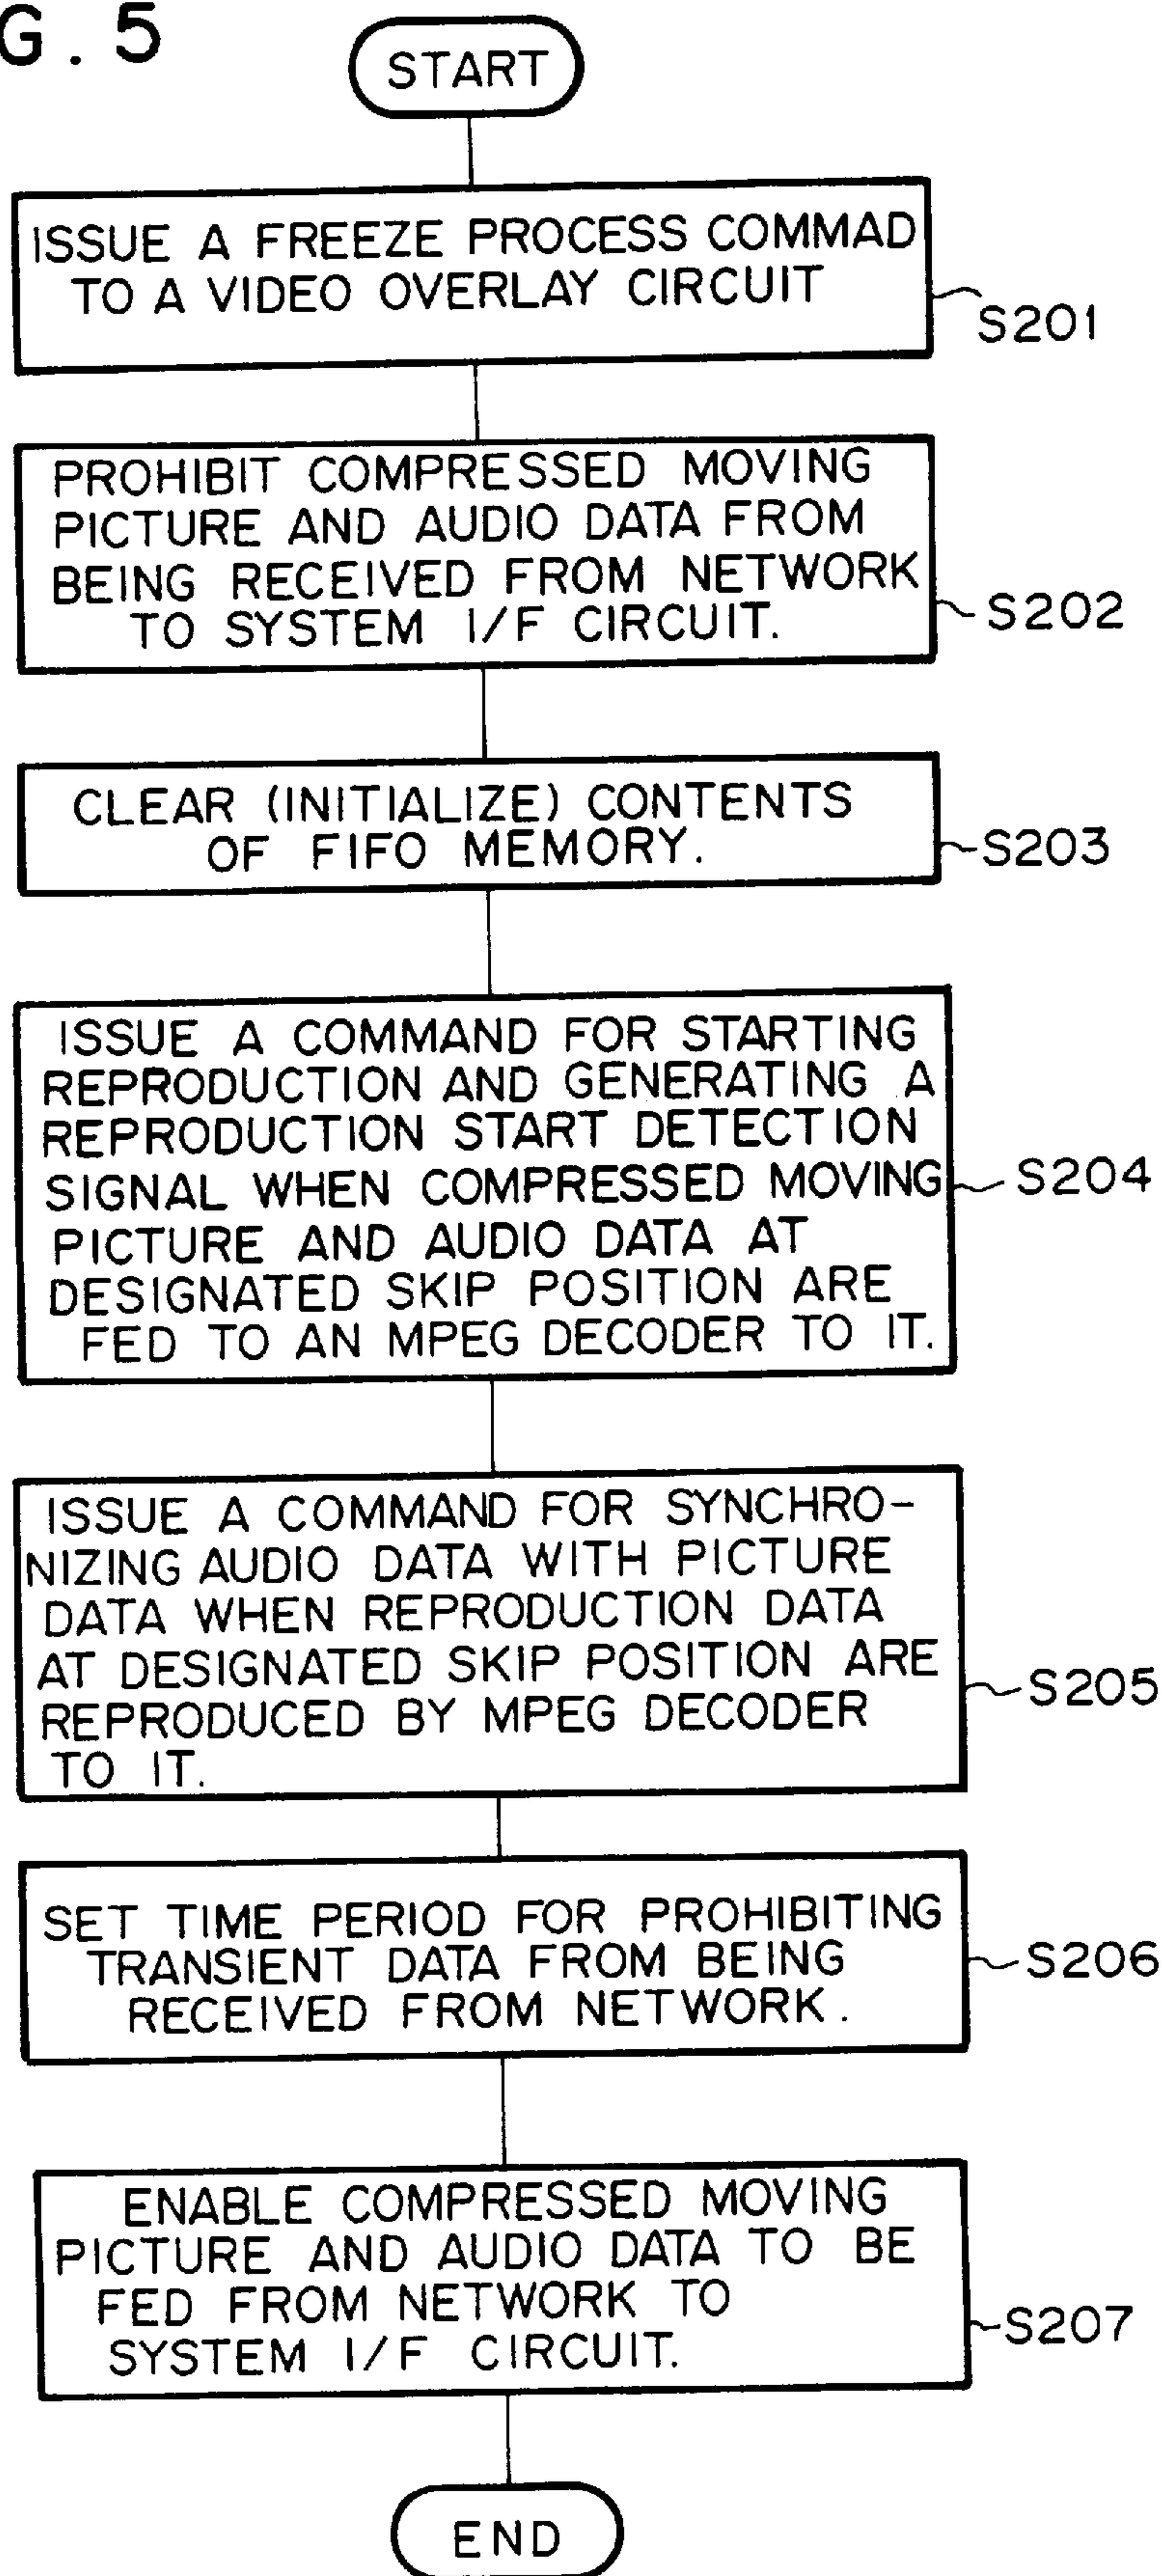 G. 5
START
ISSUE A FREEZE PROCESS COMMAD
TO A VIDEO OVERLAY CIRCUIT
S201
PROHIBIT COMPRESSED MOVING
PICTURE AND AUDIO DATA FROM
BEING RECEIVED FROM NETWORK
TO SYSTEM I/F CIRCUIT.
S202
CLEAR (INITIALIZE) CONTENTS
OF FIFO MEMORY.
S203
ISSUE A COMMAND FOR STARTING
REPRODUCTION AND GENERATING A
REPRODUCTION START DETECTION
SIGNAL WHEN COMPRESSED MOVING
PICTURE AND AUDIO DATA AT
DESIGNATED SKIP POSITION ARE
FED TO AN MPEG DECODER TO IT.
S204
ISSUE A COMMAND FOR SYNCHRO-
NIZING AUDIO DATA WITH PICTURE
DATA WHEN REPRODUCTION DATA
AT DESIGNATED SKIP POSITION ARE
REPRODUCED BY MPEG DECODER
TO IT.
S205
SET TIME PERIOD FOR PROHIBITING
TRANSIENT DATA FROM BEING
RECEIVED FROM NETWORK.
S206
ENABLE COMPRESSED MOVING
PICTURE AND AUDIO DATA TO BE
FED FROM NETWORK TO
SYSTEM I/F CIRCUIT.
S207
END